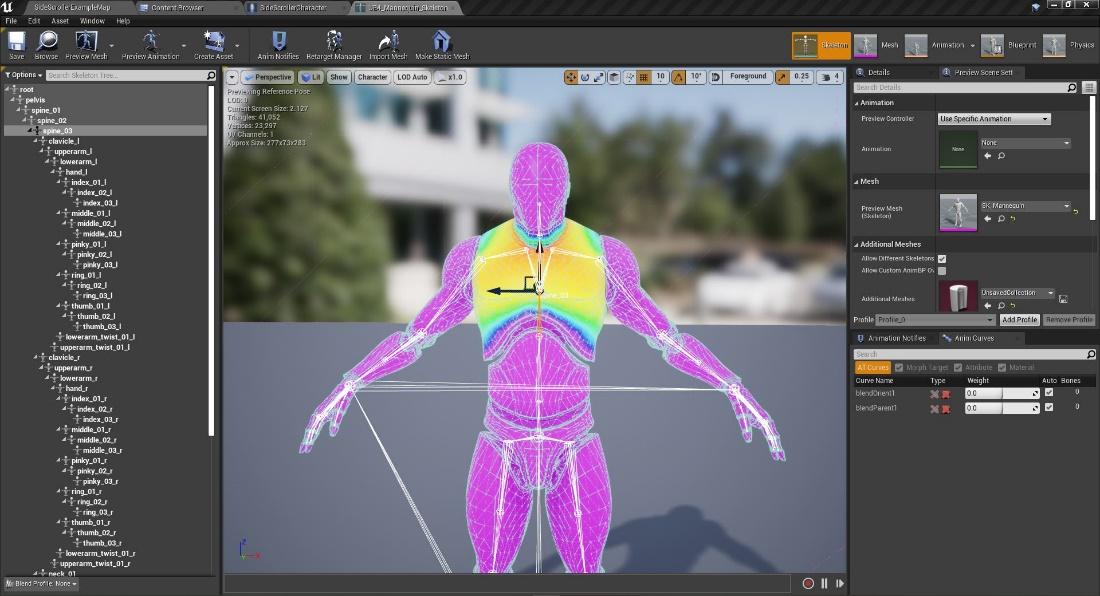 SideScrollerExampleMap
Content Browser
SideScrollerCharacter
UE4_Mannequin_Skeleton
File Edit Asset Window Help
Save
Browse
Preview Mesh
Preview Animation
Create Asset
Anim Notifies
Retarget Manager
Import Mesh
Make Static Mesh
Skeleton
Mesh
Animation
Blueprint
Physics
Options
Search Skeleton Tree...
root
pelvis
spine_01
spine_02
spine_03
clavicle_l
upperarm_l
lowerarm_l
hand_l
index_01_l
index_02_l
index_03_l
middle_01_l
middle_02_l
middle_03_l
pinky_01_l
pinky_02_l
pinky_03_l
ring_01_l
ring_02_l
ring_03_l
thumb_01_l
thumb_02_l
thumb_03_l
lowerarm_twist_01_l
upperarm_twist_01_l
clavicle_r
upperarm_r
lowerarm_r
hand_r
index_01_r
index_02_r
index_03_r
middle_01_r
middle_02_r
middle_03_r
pinky_01_r
pinky_02_r
pinky_03_r
ring_01_r
ring_02_r
ring_03_r
thumb_01_r
thumb_02_r
thumb_03_r
lowerarm_twist_01_r
upperarm_twist_01_r
neck_01
Blend Profile: None
Perspective
Lit
Show
Character
LOD Auto
x1.0
10
10°
Foreground
0.25
4
Previewing Reference Pose
LOD: 0
Current Screen Size: 2.127
Triangles: 41,052
Vertices: 23,297
UV Channels: 1
Approx Size: 277x73x283
spine_03
Z
X
Details
Preview Scene Setti
Search Details
Animation
Preview Controller
Use Specific Animation
Animation
None
None
Mesh
Preview Mesh
(Skeleton)
SK_Mannequin
Additional Meshes
Allow Different Skeletons
Allow Custom AnimBP Ov
Additional Meshes
UnsavedCollection
Profile
Profile_0
Add Profile
Remove Profile
Animation Notifies
Anim Curves
Search
All Curves
Morph Target
Attribute
Material
Curve Name Type Weight Auto Bones
blendOrient1 0.0 0
blendParent1 0.0 0